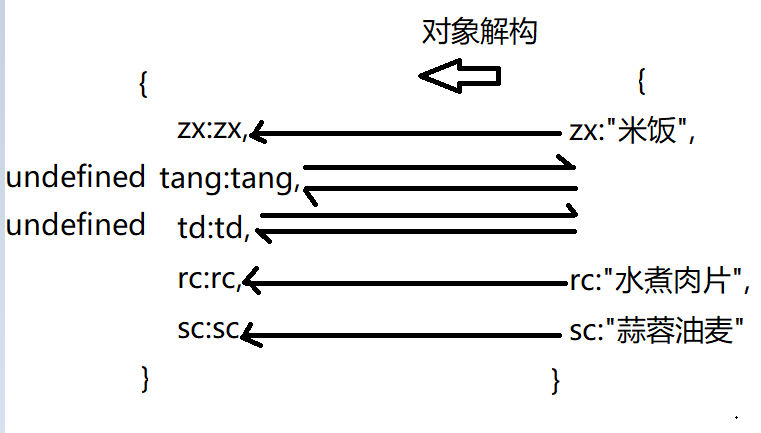 对象解构
{ {
zx:zx, zx:"米饭",
undefined tang:tang,
undefined td:td,
rc:rc, rc:"水煮肉片",
sc:sc sc:"蒜蓉油麦"
} }